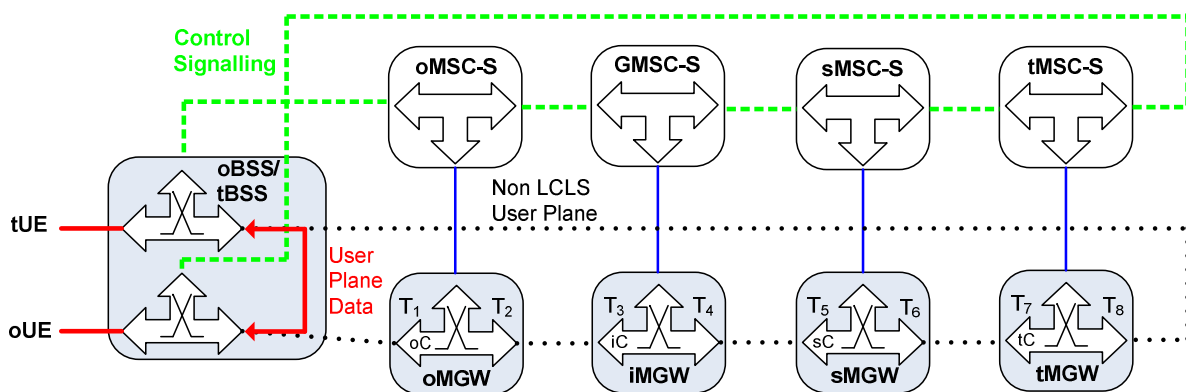 Control
Signalling
oMSC-S
GMSC-S
sMSC-S
tMSC-S
oBSS/
tBSS
Non LCLS
User Plane
tUE
User
Plane
Data
oUE
T1 T2
oC
oMGW
T3 T4
iC
iMGW
T5 T6
sC
sMGW
T7 T8
tC
tMGW